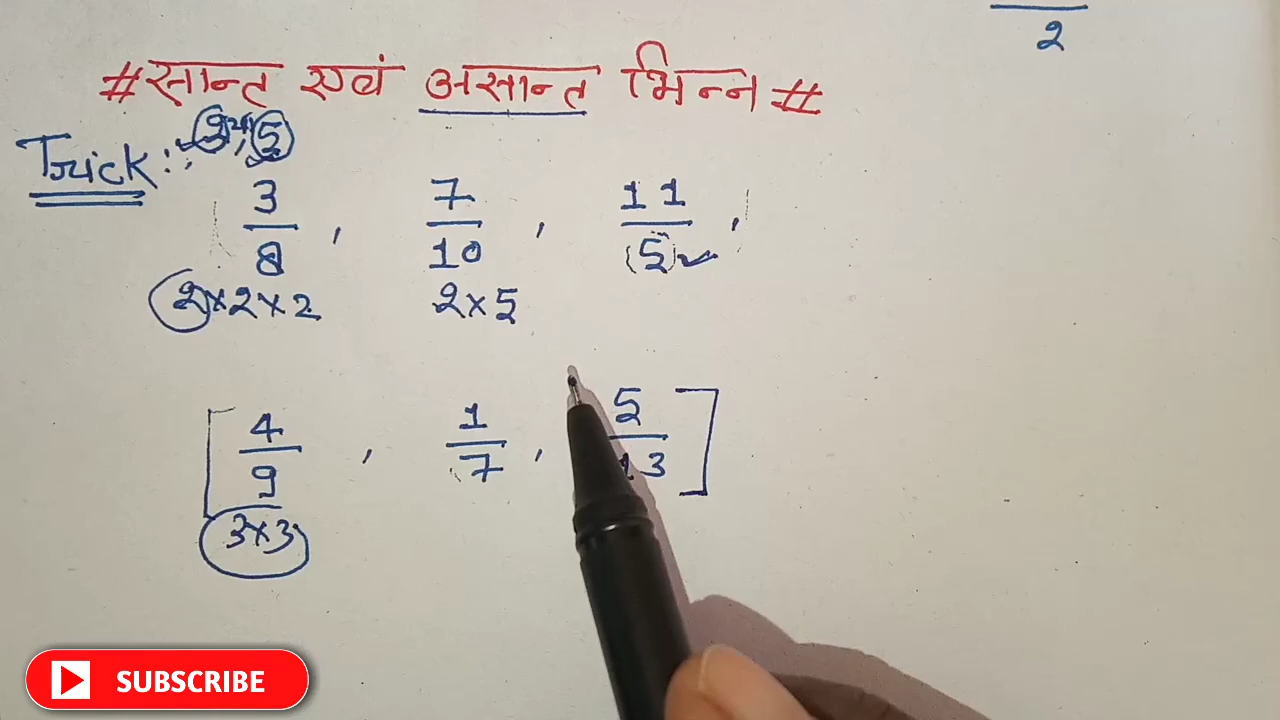 2
#सान्त एवं असान्त भिन्न#
Trick:- 2, 5
3/8, 7/10, 11/(5),
2×2×2 2×5
[4/9, 1/7, 5/13]
3×3
SUBSCRIBE